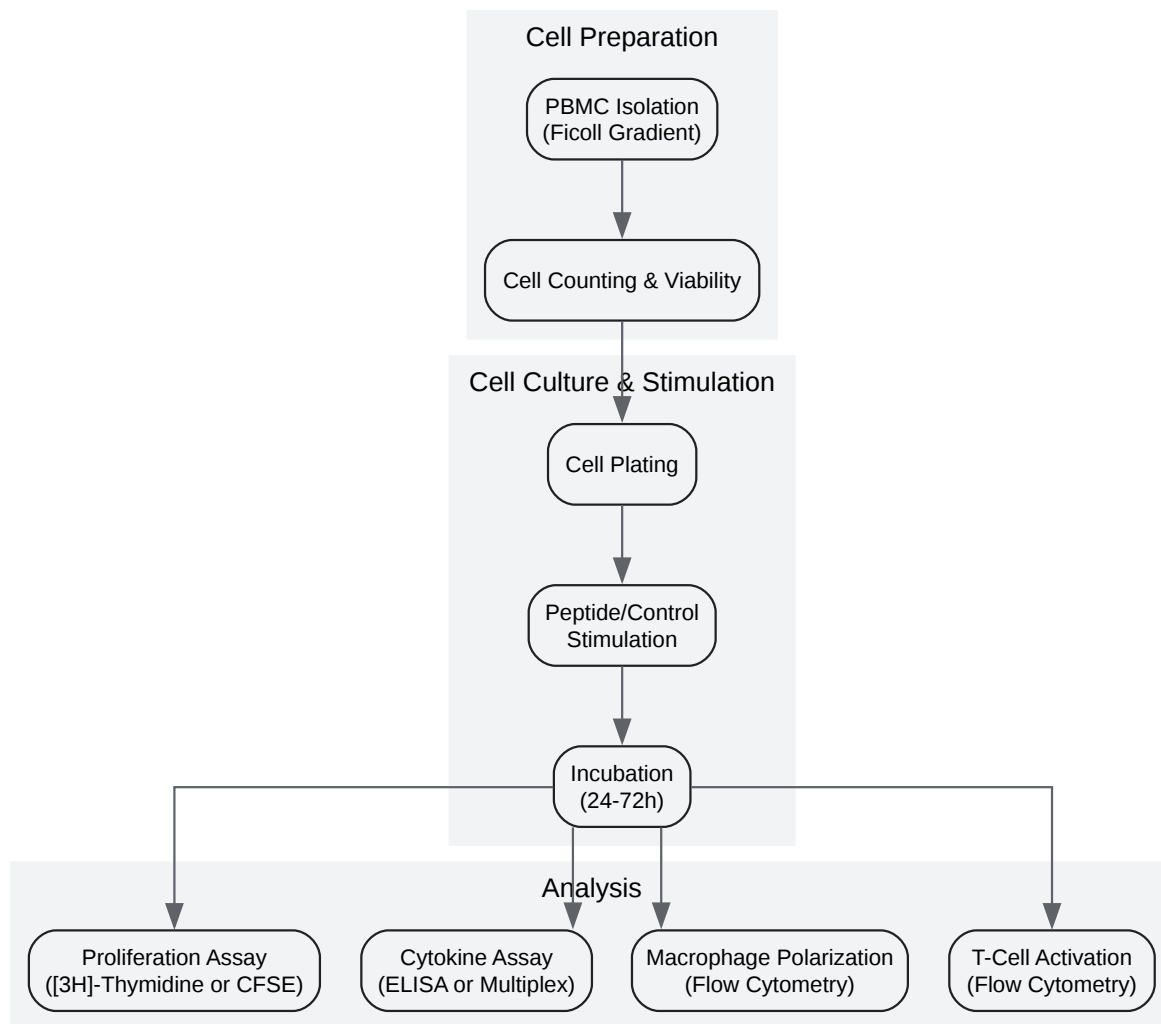 Cell Preparation
PBMC Isolation
(Ficoll Gradient)
Cell Counting & Viability
Cell Culture & Stimulation
Cell Plating
Peptide/Control
Stimulation
Incubation
(24-72h)
Analysis
Proliferation Assay
([3H]-Thymidine or CFSE)
Cytokine Assay
(ELISA or Multiplex)
Macrophage Polarization
(Flow Cytometry)
T-Cell Activation
(Flow Cytometry)